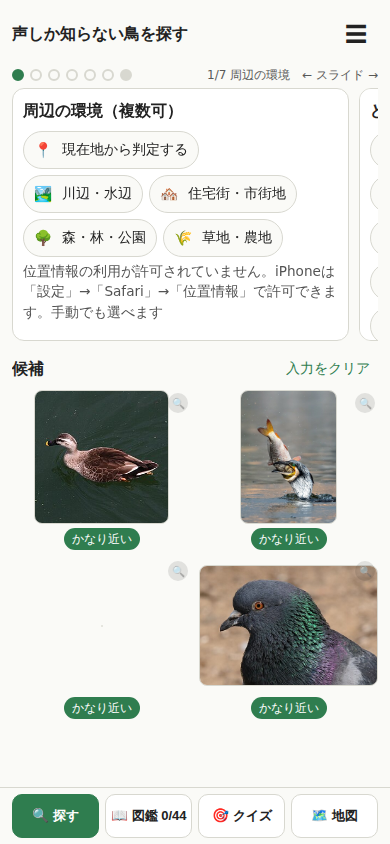 声しか知らない鳥を探す
1/7 周辺の環境 ← スライド →
周辺の環境（複数可）
現在地から判定する
川辺・水辺
住宅街・市街地
森・林・公園
草地・農地
位置情報の利用が許可されていません。iPhoneは
「設定」→「Safari」→「位置情報」で許可できま
す。手動でも選べます
候補
入力をクリア
かなり近い
かなり近い
かなり近い
かなり近い
探す
図鑑 0/44
クイズ
地図